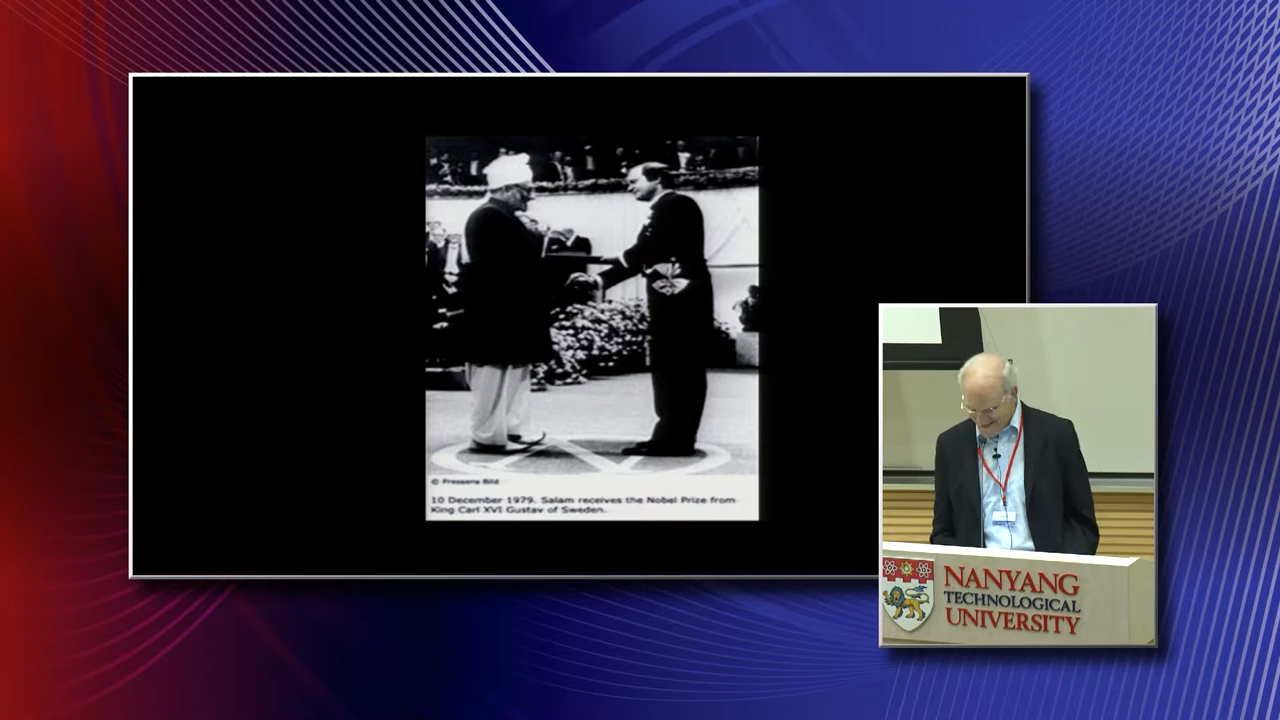 © Pressens Bild
10 December 1979. Salam receives the Nobel Prize from
King Carl XVI Gustav of Sweden.
NANYANG
TECHNOLOGICAL
UNIVERSITY